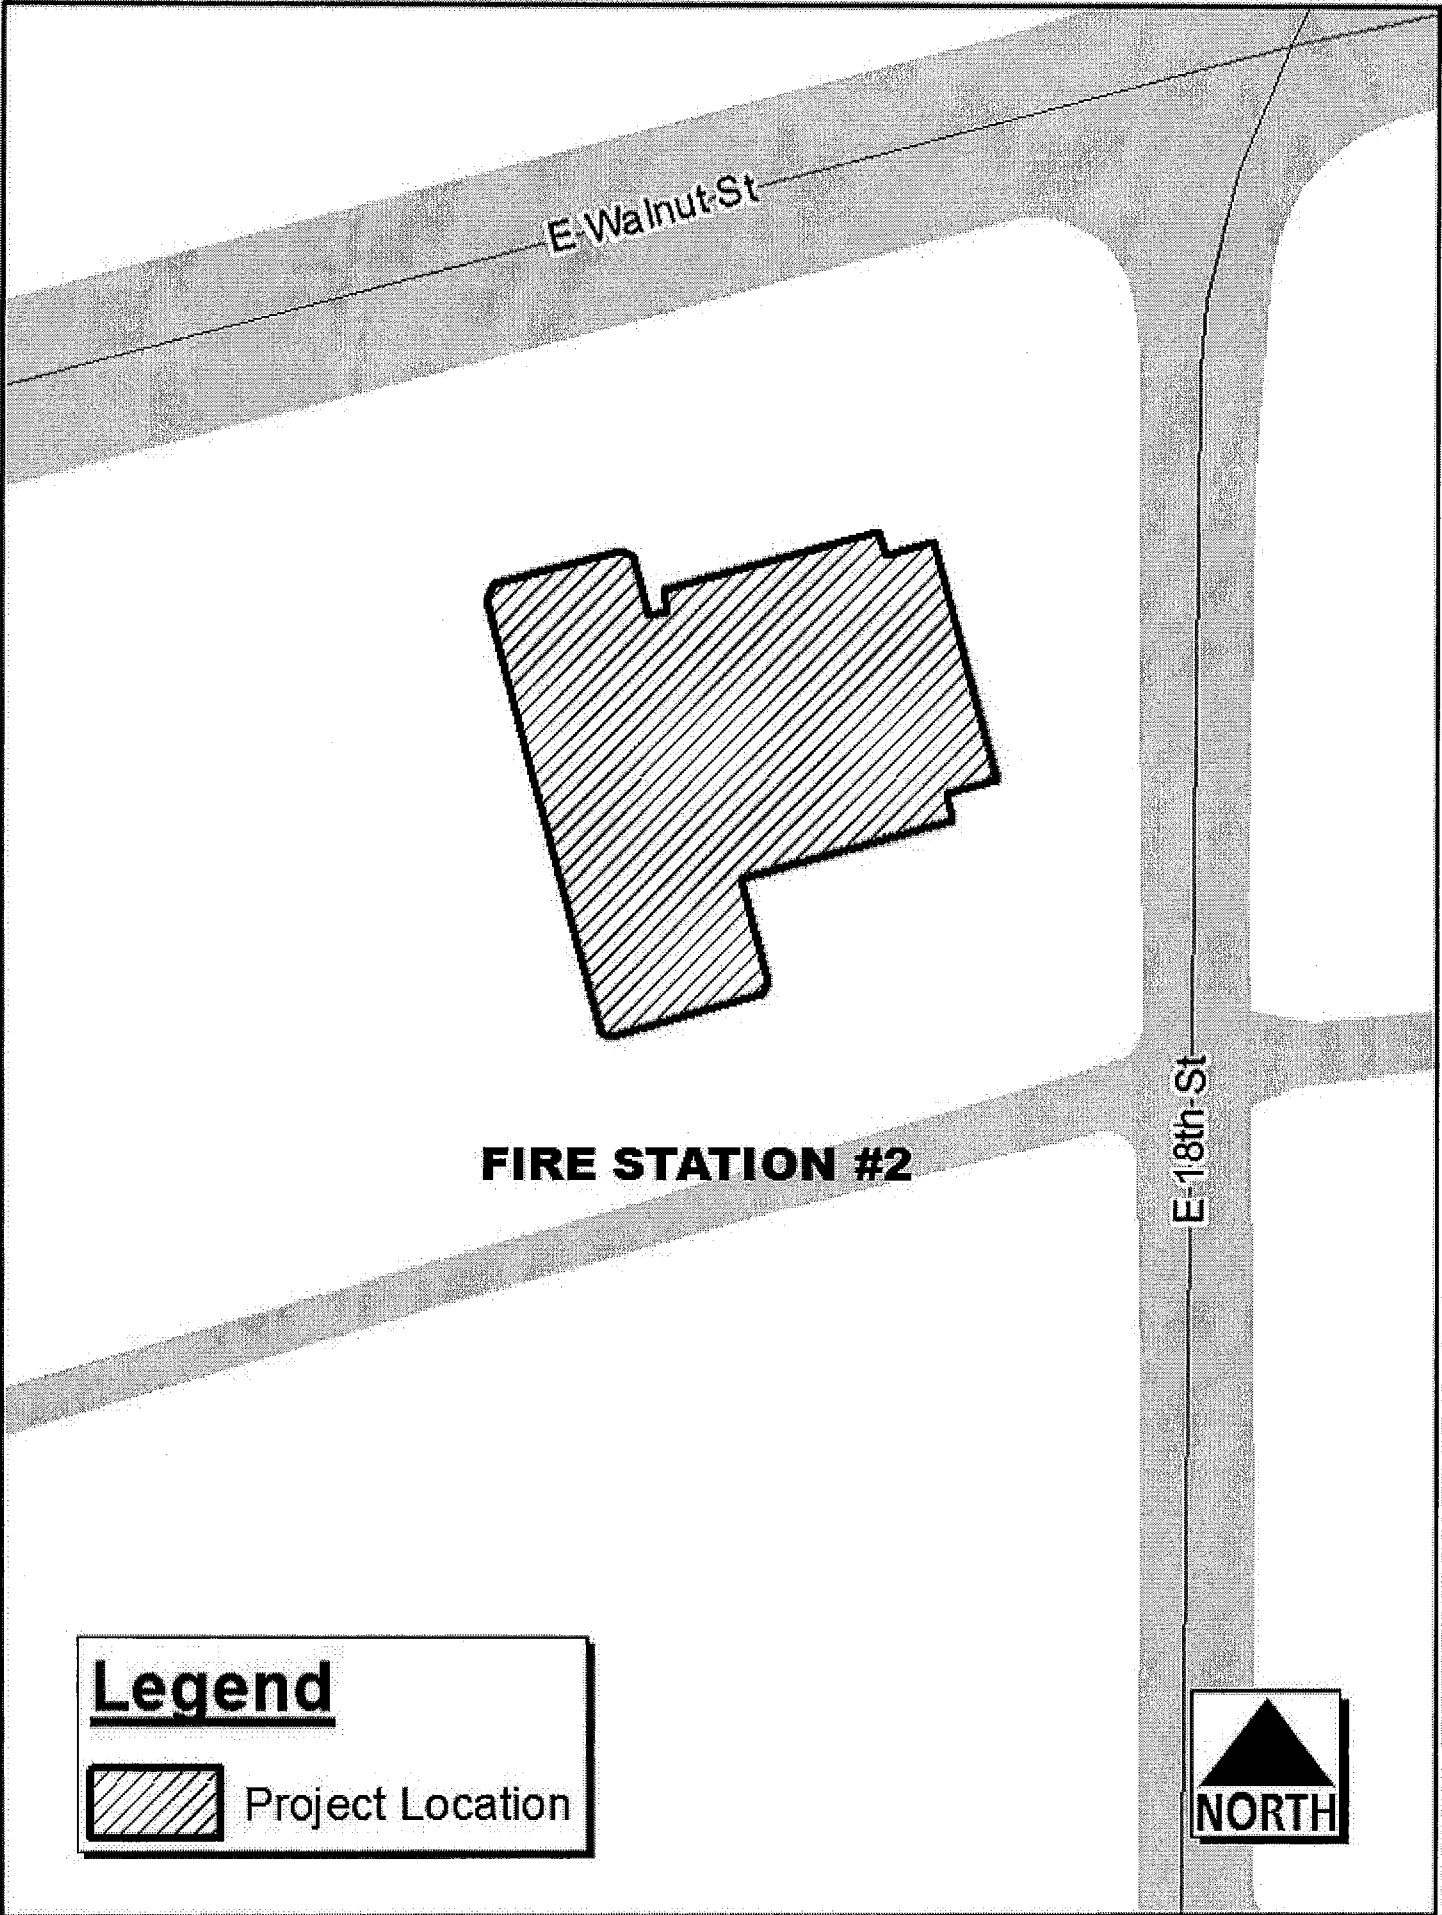 E-Walnut-St
FIRE STATION #2
E-18th-St
Legend
Project Location
NORTH